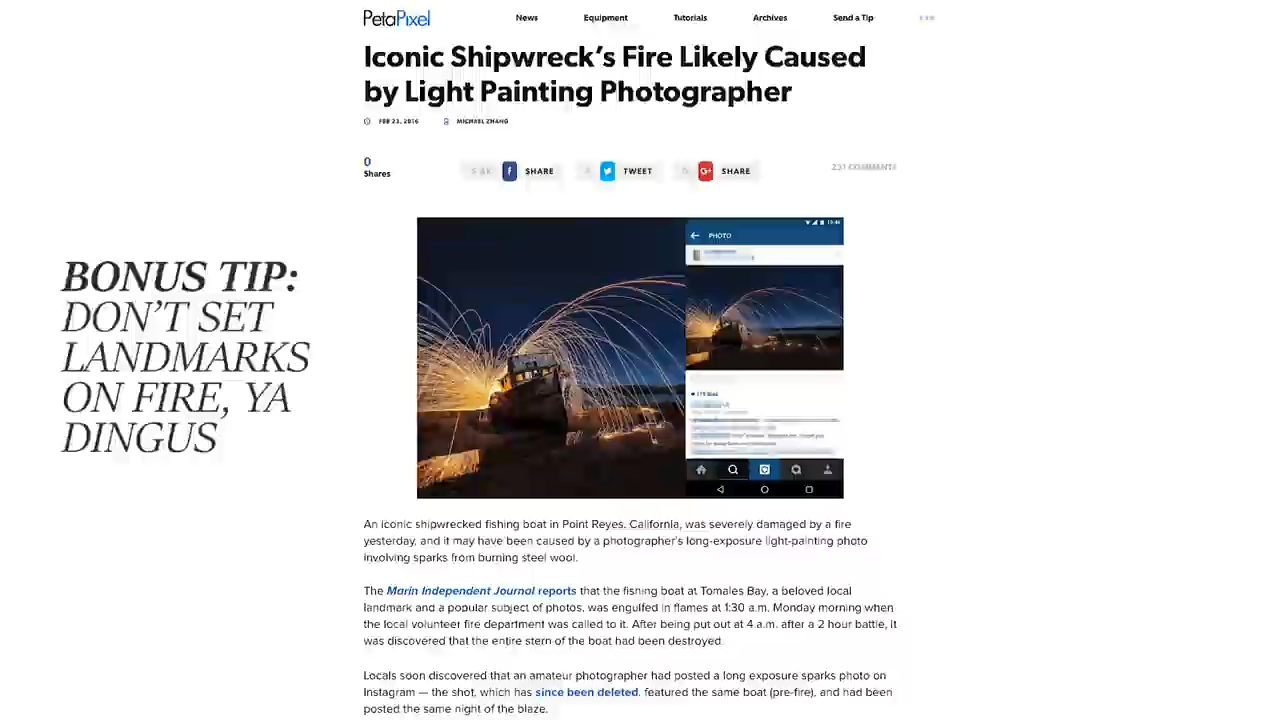 PetaPixel
News Equipment Tutorials Archives Send a Tip
Iconic Shipwreck’s Fire Likely Caused
by Light Painting Photographer
FEB 23, 2016 MICHAEL ZHANG
0
Shares
SHARE TWEET SHARE
231 COMMENTS
PHOTO
BONUS TIP:
DON’T SET
LANDMARKS
ON FIRE, YA
DINGUS
An iconic shipwrecked fishing boat in Point Reyes, California, was severely damaged by a fire
yesterday, and it may have been caused by a photographer’s long-exposure light-painting photo
involving sparks from burning steel wool.
The Marin Independent Journal reports that the fishing boat at Tomales Bay, a beloved local
landmark and a popular subject of photos, was engulfed in flames at 1:30 a.m. Monday morning when
the local volunteer fire department was called to it. After being put out at 4 a.m. after a 2 hour battle, it
was discovered that the entire stern of the boat had been destroyed.
Locals soon discovered that an amateur photographer had posted a long exposure sparks photo on
Instagram — the shot, which has since been deleted, featured the same boat (pre-fire), and had been
posted the same night of the blaze.